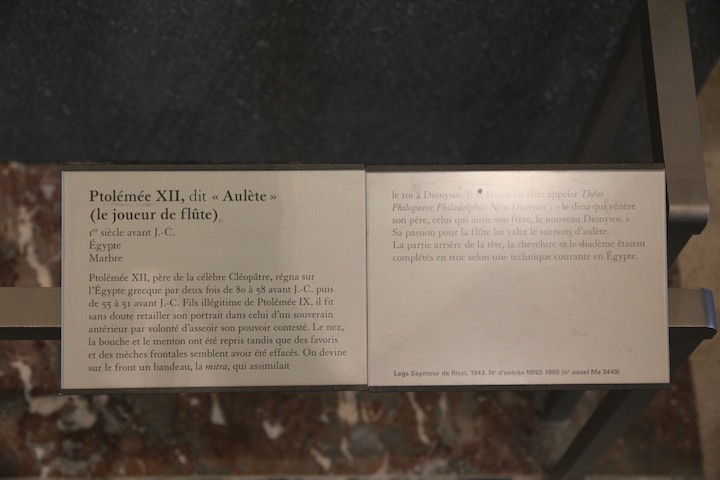 Ptolémée XII, dit « Aulète »
(le joueur de flûte)
1er siècle avant J.-C.
Égypte
Marbre
Ptolémée XII, père de la célèbre Cléopâtre, régna sur
l'Égypte grecque par deux fois de 80 à 58 avant J.-C. puis
de 55 à 51 avant J.-C. Fils illégitime de Ptolémée IX, il fit
sans doute retailler son portrait dans celui d'un souverain
antérieur par volonté d'asseoir son pouvoir contesté. Le nez,
la bouche et le menton ont été repris tandis que des favoris
et des mèches frontales semblent avoir été effacés. On devine
sur le front un bandeau, la mitra, qui assimilait
le roi à Dionysos. Il se en effet appeler Théos
Philopator Philadelphos Néos Dionysos : « le dieu qui vénère
son père, celui qui aime son frère, le nouveau Dionysos. »
Sa passion pour la flûte lui valut le surnom d'aulète.
La partie arrière de la tête, la chevelure et le diadème étaient
complétés en stuc selon une technique courante en Égypte.
Legs Seymour de Ricci, 1943. N° d'entrée MND 1960 (n° usuel Ma 3449)